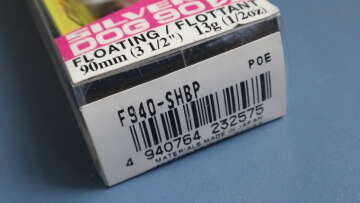 SILVER
DOG 90
FLOATING / FLOTTANT
90mm (3 1/2") 13g (1/2oz)
POE
F940-SHBP
4 940764 232575
MATERIALS MADE IN JAPAN